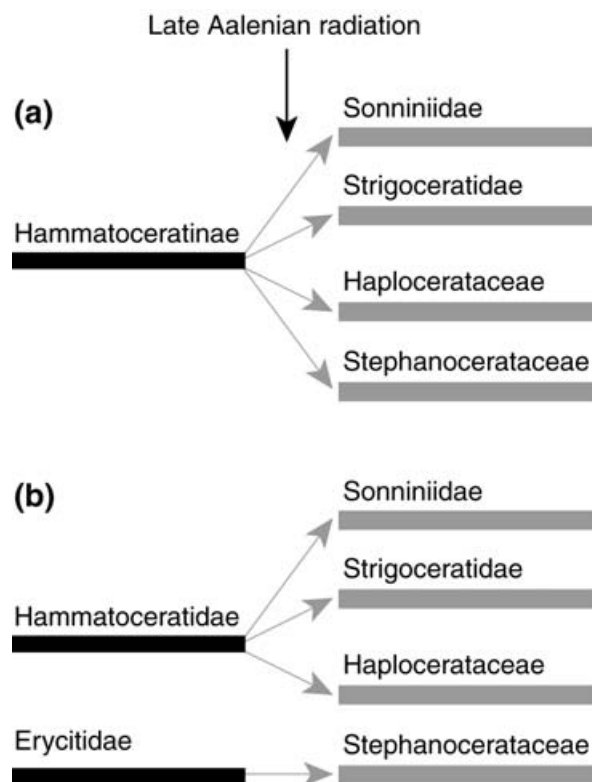 Late Aalenian radiation
(a)
Sonniniidae
Strigoceratidae
Hammatoceratinae
Haplocerataceae
Stephanocerataceae
(b)
Sonniniidae
Strigoceratidae
Hammatoceratidae
Haplocerataceae
Erycitidae
Stephanocerataceae